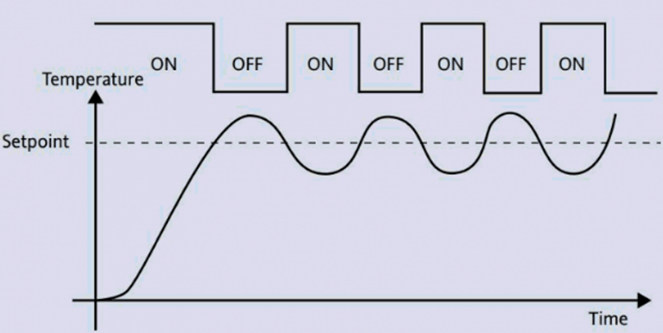 ON OFF ON OFF ON OFF ON
Temperature
Setpoint
Time